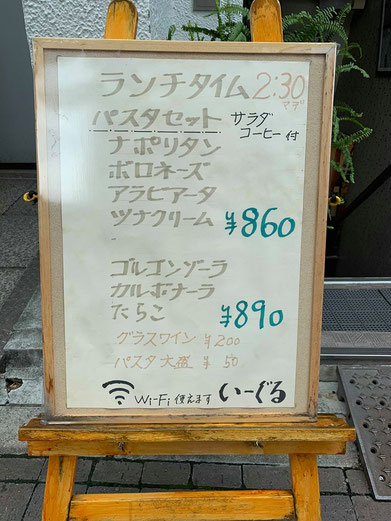 ランチタイム 2:30マデ
パスタセット サラダ コーヒー付
ナポリタン
ボロネーズ
アラビアータ
ツナクリーム ¥860
ゴルゴンゾーラ
カルボナーラ
たらこ ¥890
グラスワイン ¥200
パスタ大盛 ¥50
Wi-Fi 使えます いーぐる